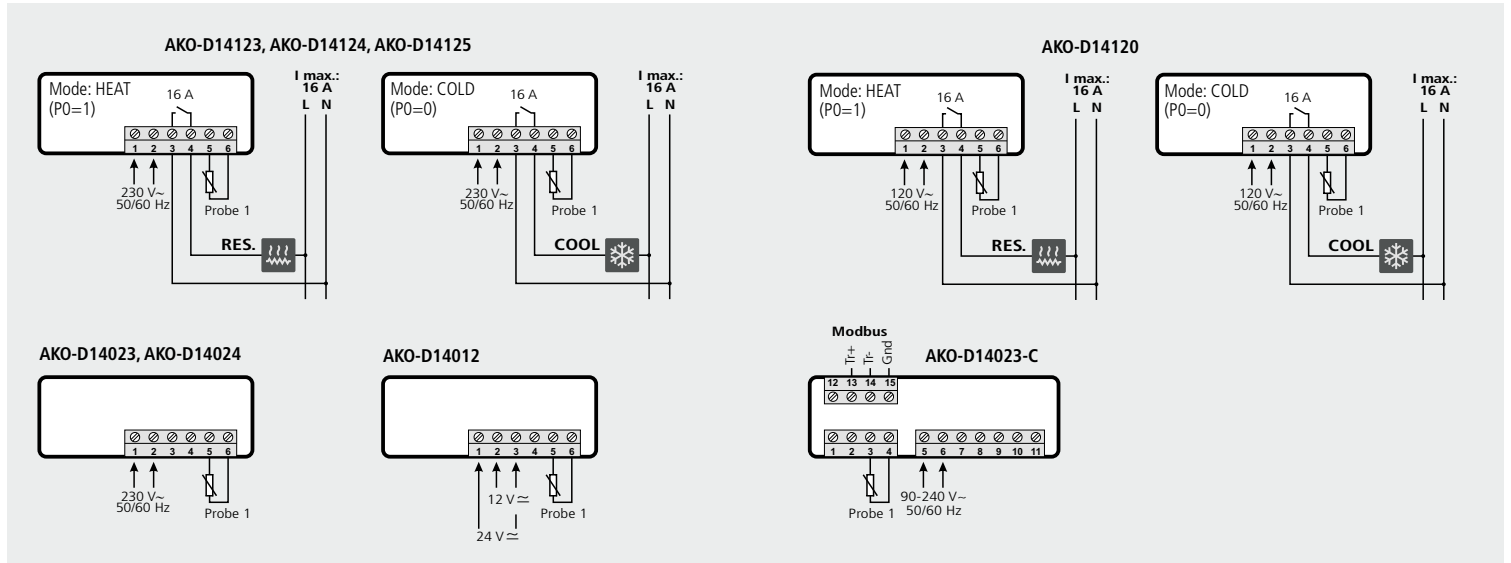 AKO-D14123, AKO-D14124, AKO-D14125
Mode: HEAT
(P0=1)
16 A
I max.:
16 A
L N
1 2 3 4 5 6
230 V~
50/60 Hz
Probe 1
RES.
Mode: COLD
(P0=0)
16 A
I max.:
16 A
L N
1 2 3 4 5 6
230 V~
50/60 Hz
Probe 1
COOL
AKO-D14120
Mode: HEAT
(P0=1)
16 A
I max.:
16 A
L N
1 2 3 4 5 6
120 V~
50/60 Hz
Probe 1
RES.
Mode: COLD
(P0=0)
16 A
I max.:
16 A
L N
1 2 3 4 5 6
120 V~
50/60 Hz
Probe 1
COOL
AKO-D14023, AKO-D14024
1 2 3 4 5 6
230 V~
50/60 Hz
Probe 1
AKO-D14012
1 2 3 4 5 6
12 V ≃
24 V ≃
Probe 1
Modbus
Tr+ Tr- Gnd
AKO-D14023-C
12 13 14 15
1 2 3 4 5 6 7 8 9 10 11
Probe 1
90-240 V~
50/60 Hz